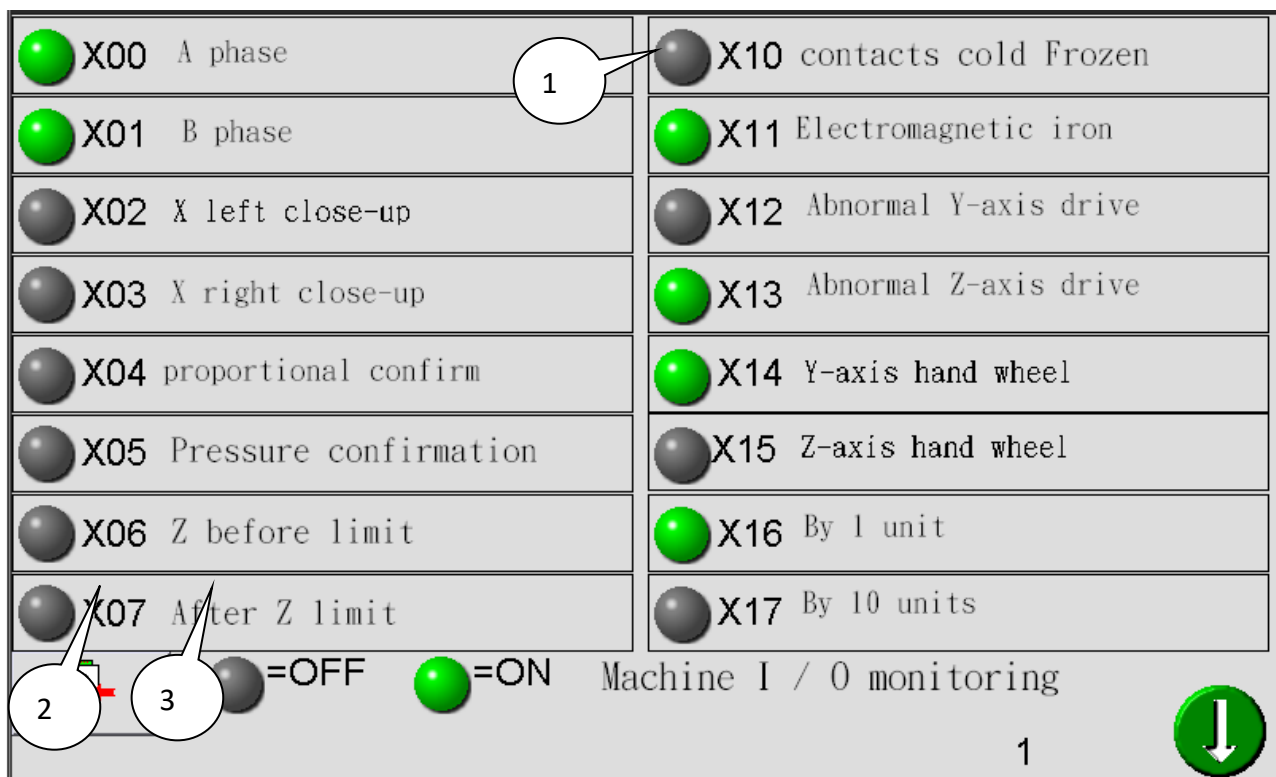 X00 A phase
X01 B phase
X02 X left close-up
X03 X right close-up
X04 proportional confirm
X05 Pressure confirmation
X06 Z before limit
X07 After Z limit
1
X10 contacts cold Frozen
X11 Electromagnetic iron
X12 Abnormal Y-axis drive
X13 Abnormal Z-axis drive
X14 Y-axis hand wheel
X15 Z-axis hand wheel
X16 By 1 unit
X17 By 10 units
2
3
=OFF =ON Machine I / O monitoring
1